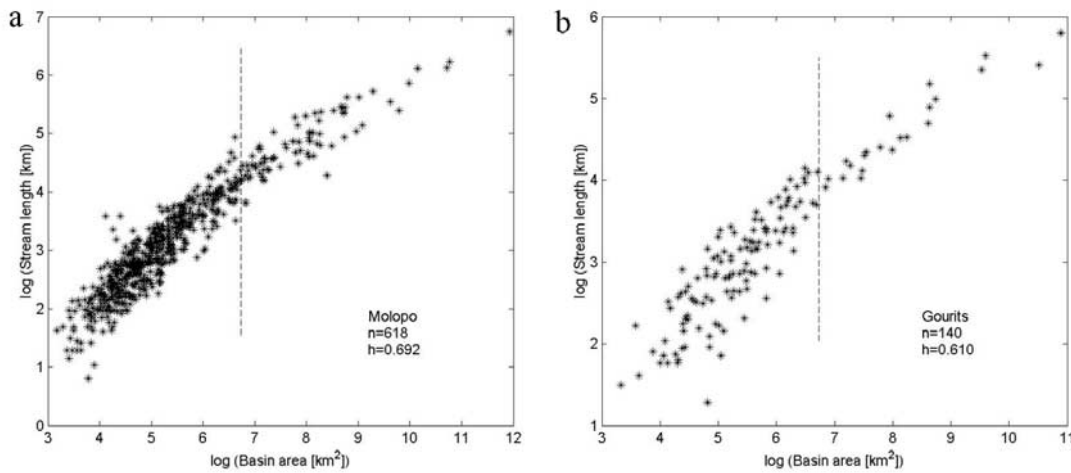 a
7
6
5
4
3
2
1
0
log (Stream length [km])
Molopo
n=618
h=0.692
3 4 5 6 7 8 9 10 11 12
log (Basin area [km²])
b
6
5
4
3
2
1
log (Stream length [km])
Gourits
n=140
h=0.610
3 4 5 6 7 8 9 10 11
log (Basin area [km²])